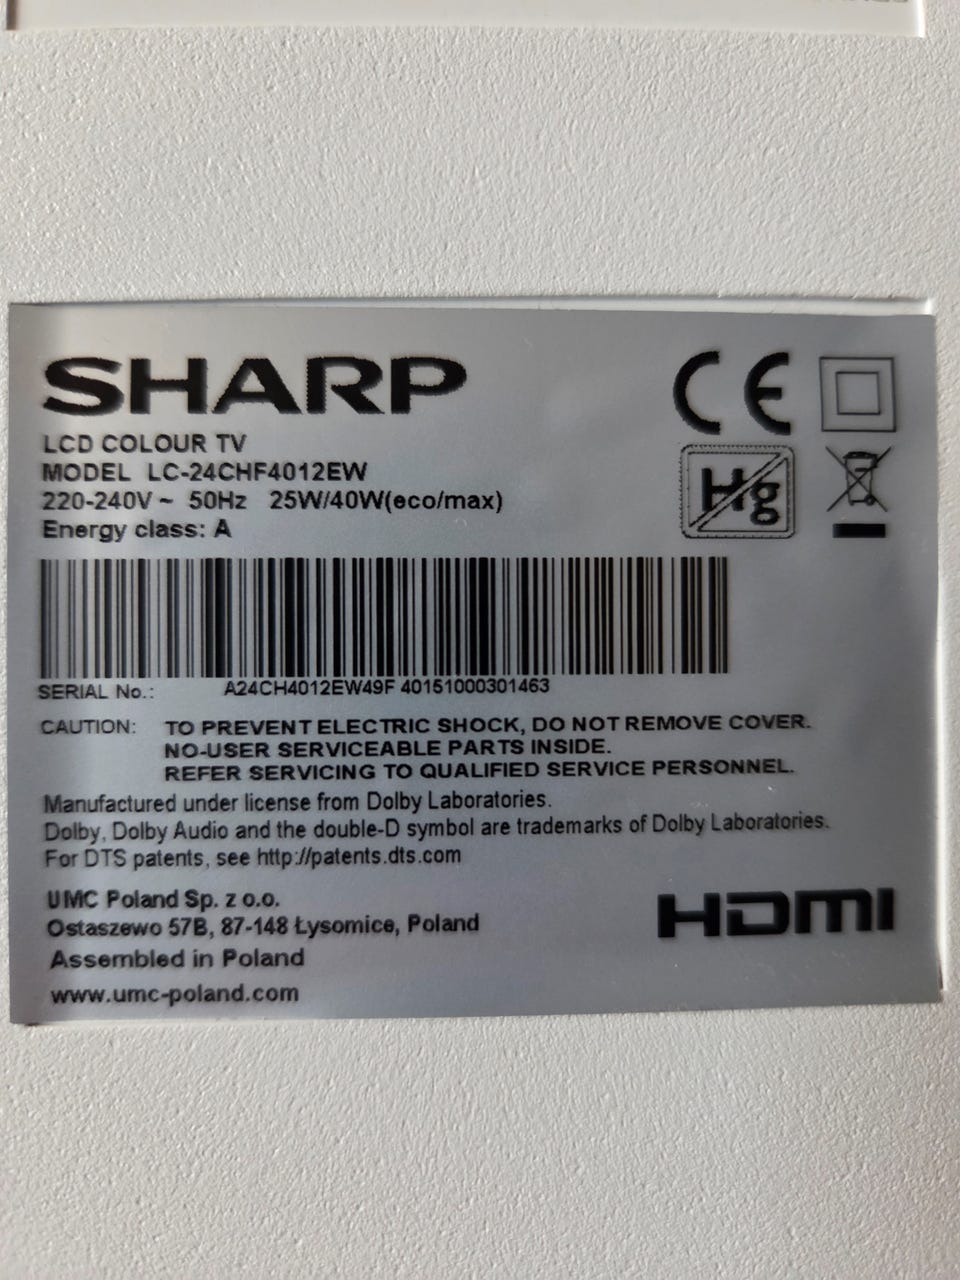 SHARP
LCD COLOUR TV
MODEL LC-24CHF4012EW
220-240V ~ 50Hz 25W/40W(eco/max)
Energy class: A
CE
Hg
SERIAL No.: A24CH4012EW49F 40151000301463
CAUTION: TO PREVENT ELECTRIC SHOCK, DO NOT REMOVE COVER.
NO-USER SERVICEABLE PARTS INSIDE.
REFER SERVICING TO QUALIFIED SERVICE PERSONNEL.
Manufactured under license from Dolby Laboratories.
Dolby, Dolby Audio and the double-D symbol are trademarks of Dolby Laboratories.
For DTS patents, see http://patents.dts.com
UMC Poland Sp. z o.o.
Ostaszewo 57B, 87-148 Łysomice, Poland
Assembled in Poland
www.umc-poland.com
HDMI